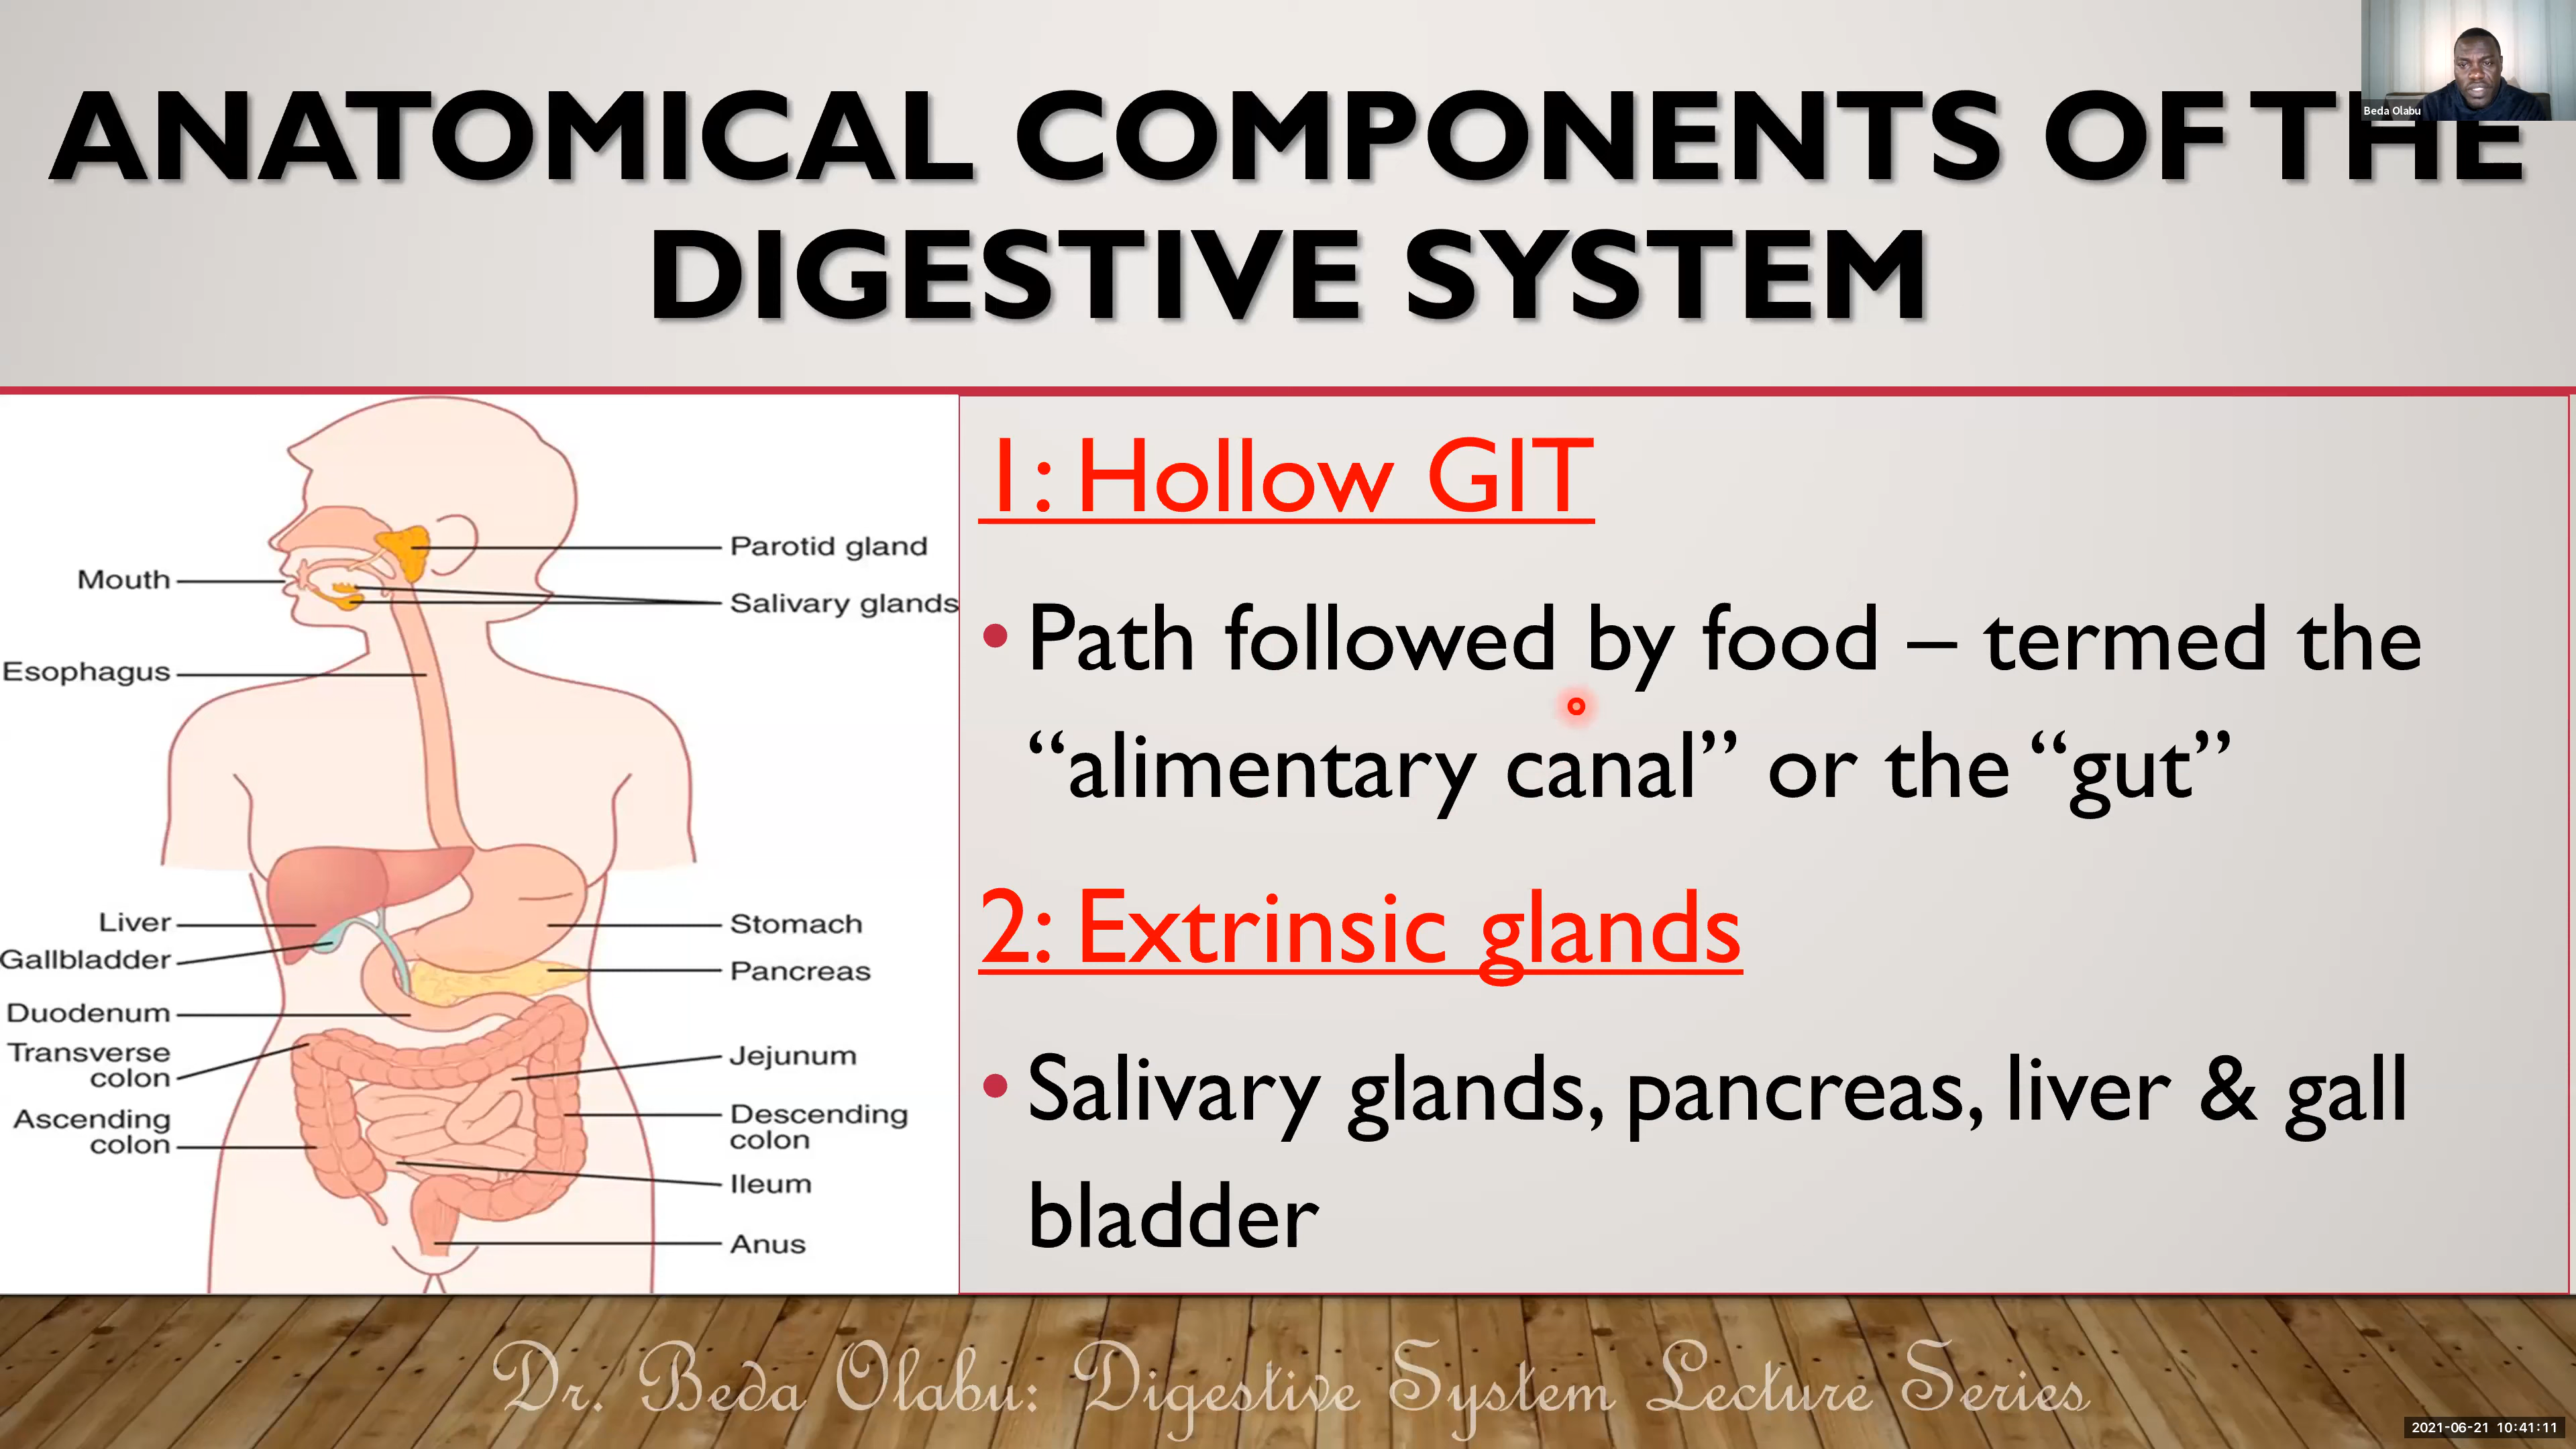 ANATOMICAL COMPONENTS OF THE
DIGESTIVE SYSTEM
Beda Olabu
Parotid gland
Mouth
Salivary glands
Esophagus
Liver
Stomach
Gallbladder
Pancreas
Duodenum
Transverse
colon
Jejunum
Ascending
colon
Descending
colon
Ileum
Anus
1: Hollow GIT
• Path followed by food – termed the
“alimentary canal” or the “gut”
2: Extrinsic glands
• Salivary glands, pancreas, liver & gall
bladder
Dr. Beda Olabu: Digestive System Lecture Series
2021-06-21 10:41:11